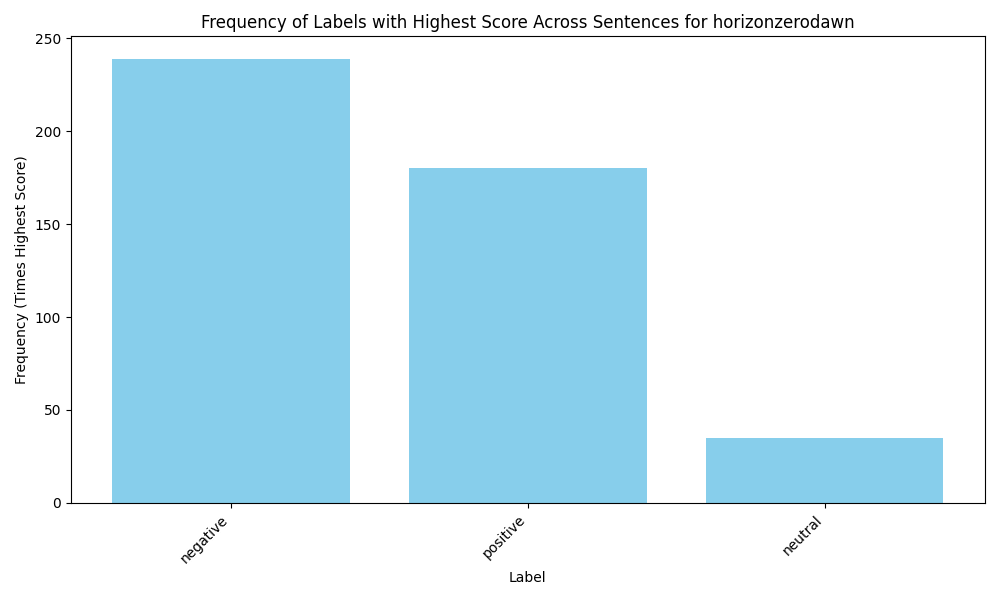 Frequency of Labels with Highest Score Across Sentences for horizonzerodawn
Frequency (Times Highest Score)
250
200
150
100
50
0
negative
positive
neutral
Label